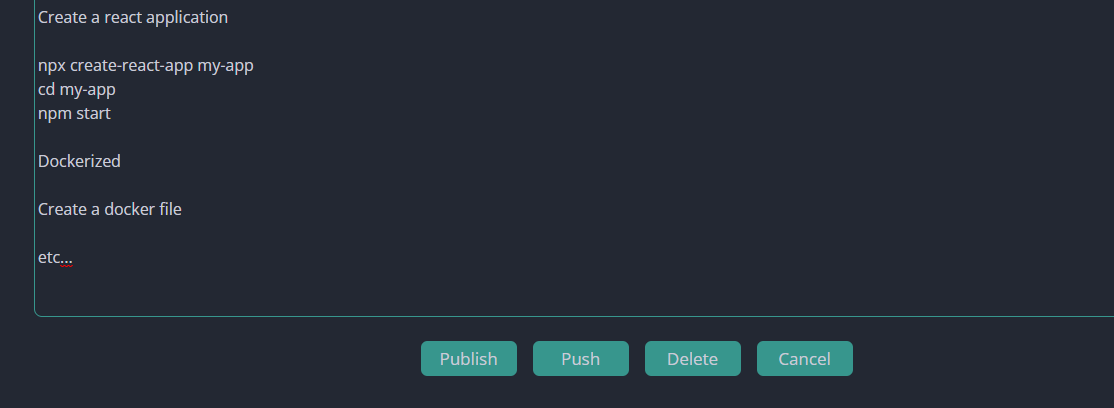 Create a react application
npx create-react-app my-app
cd my-app
npm start
Dockerized
Create a docker file
etc...
Publish
Push
Delete
Cancel